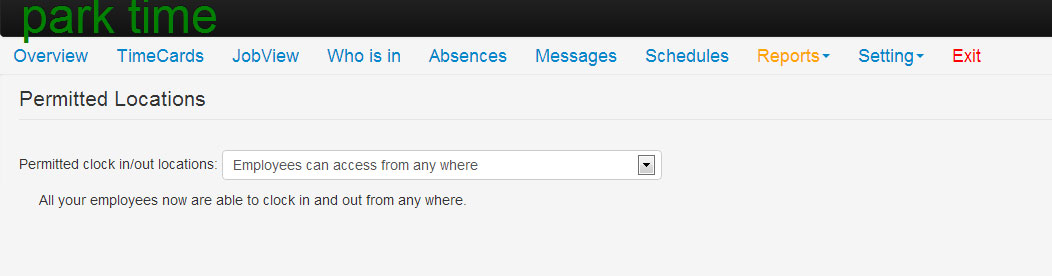 park time
Overview TimeCards JobView Who is in Absences Messages Schedules Reports Setting Exit
Permitted Locations
Permitted clock in/out locations: Employees can access from any where
All your employees now are able to clock in and out from any where.